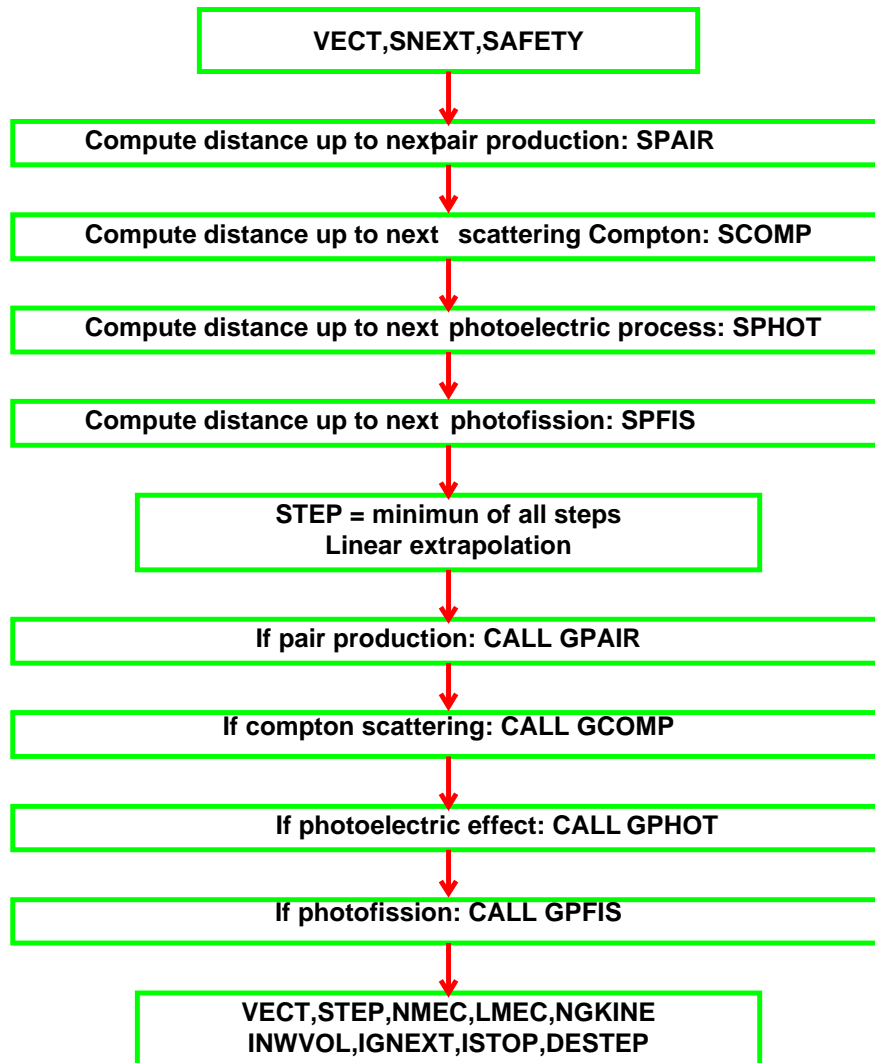 VECT,SNEXT,SAFETY
Compute distance up to next pair production: SPAIR
Compute distance up to next scattering Compton: SCOMP
Compute distance up to next photoelectric process: SPHOT
Compute distance up to next photofission: SPFIS
STEP = minimun of all steps
Linear extrapolation
If pair production: CALL GPAIR
If compton scattering: CALL GCOMP
If photoelectric effect: CALL GPHOT
If photofission: CALL GPFIS
VECT,STEP,NMEC,LMEC,NGKINE
INWVOL,IGNEXT,ISTOP,DESTEP